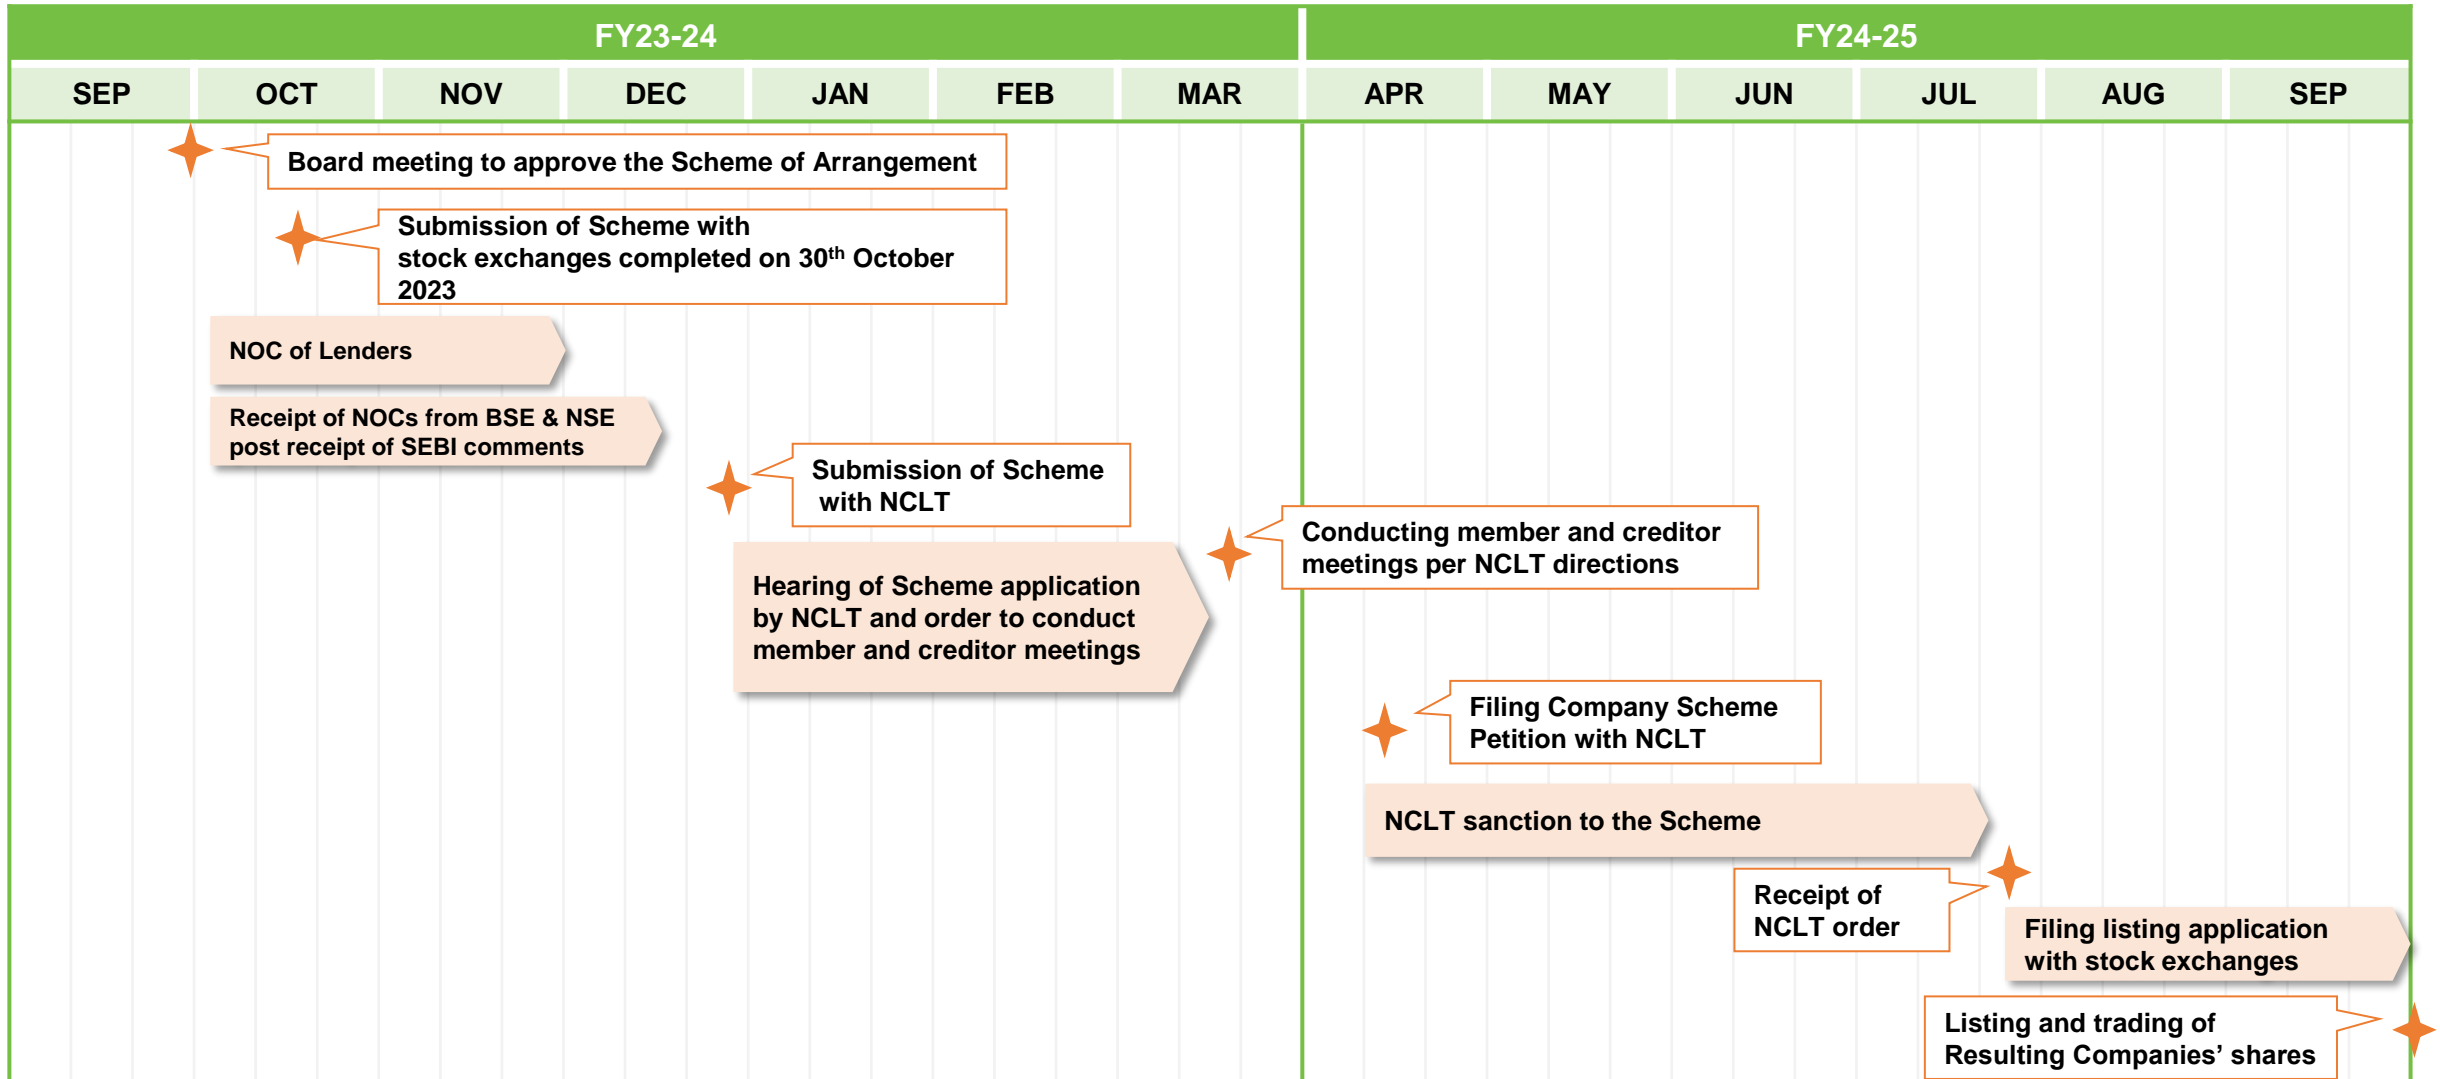 FY23-24
FY24-25
SEP
OCT
NOV
DEC
JAN
FEB
MAR
APR
MAY
JUN
JUL
AUG
SEP
Board meeting to approve the Scheme of Arrangement
Submission of Scheme with
stock exchanges completed on 30th October
2023
NOC of Lenders
Receipt of NOCs from BSE & NSE
post receipt of SEBI comments
Submission of Scheme
with NCLT
Conducting member and creditor
meetings per NCLT directions
Hearing of Scheme application
by NCLT and order to conduct
member and creditor meetings
Filing Company Scheme
Petition with NCLT
NCLT sanction to the Scheme
Receipt of
NCLT order
Filing listing application
with stock exchanges
Listing and trading of
Resulting Companies’ shares